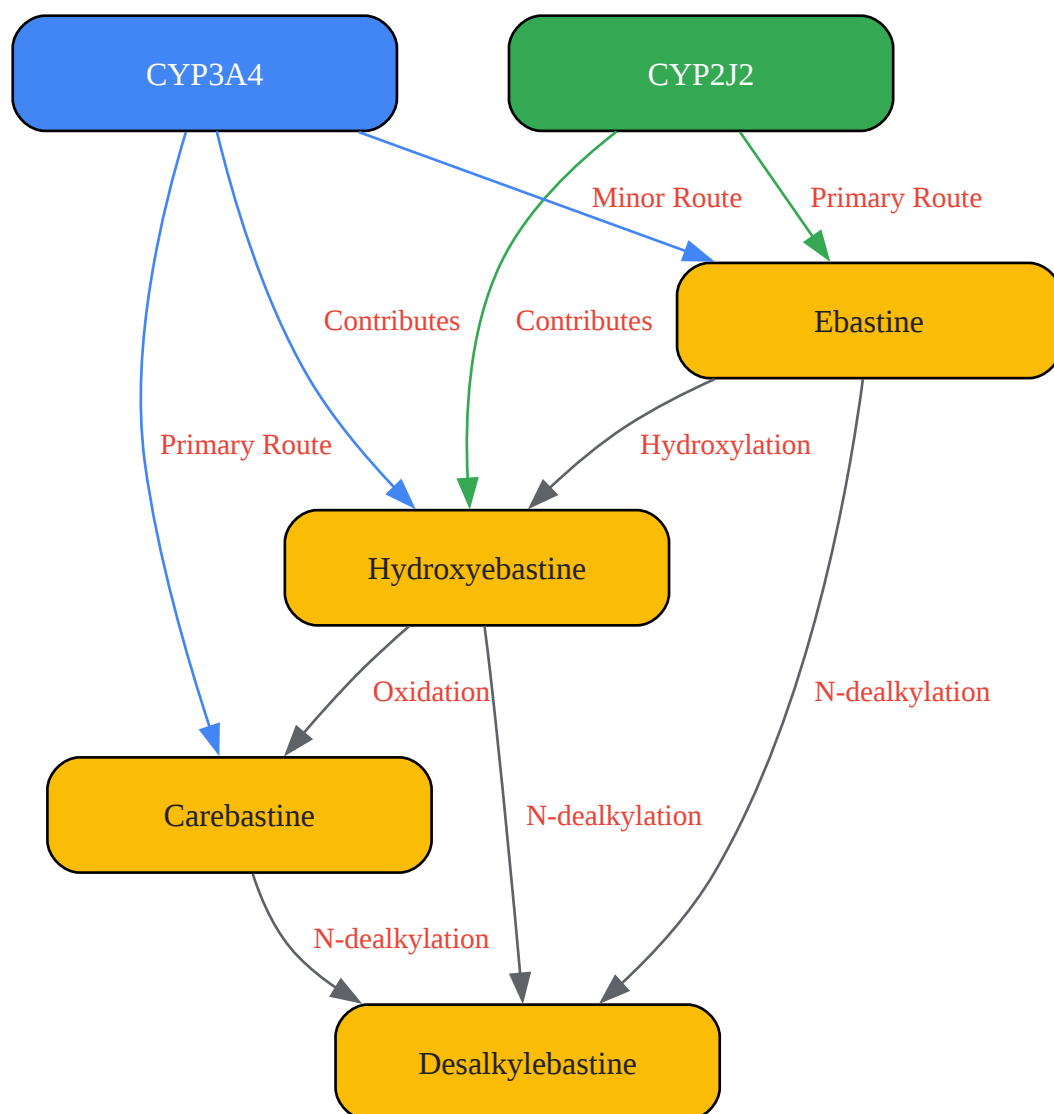 CYP3A4
CYP2J2
Minor Route
Primary Route
Contributes
Contributes
Ebastine
Primary Route
Hydroxylation
Hydroxyebastine
Oxidation
N-dealkylation
Carebastine
N-dealkylation
N-dealkylation
Desalkylebastine